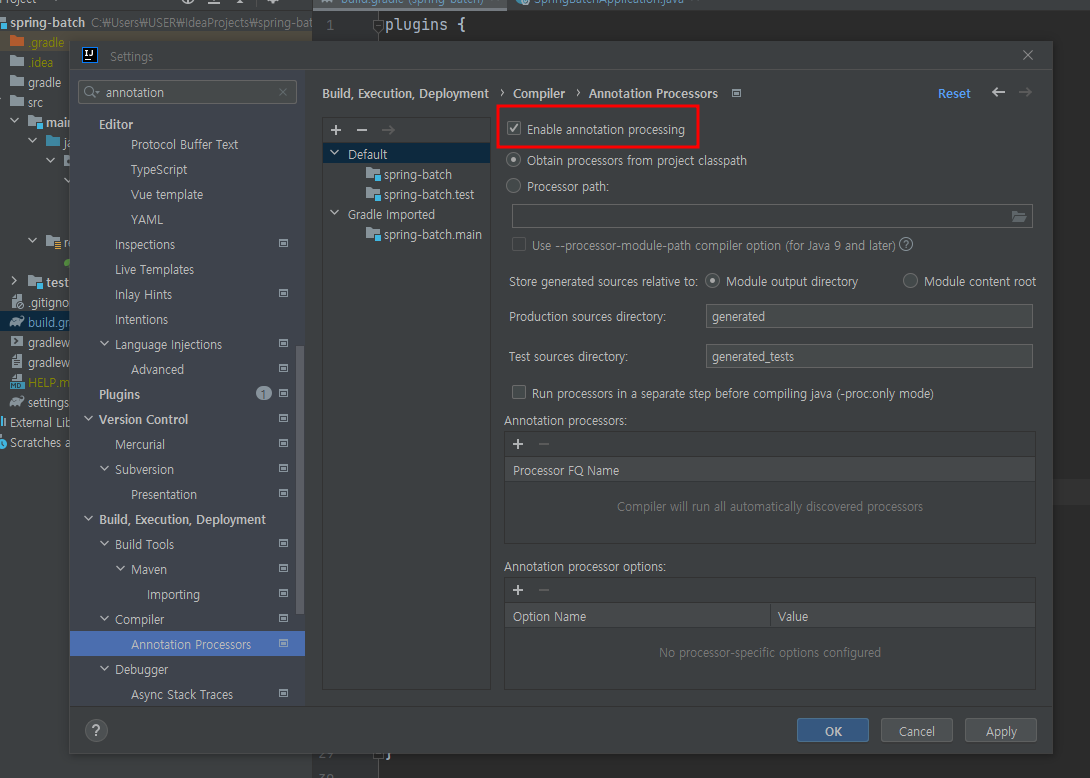 Project
build.gradle (spring-batch)
SpringBatchApplication.java
spring-batch C:₩Users₩USER₩IdeaProjects₩spring-bat
.gradle
.idea
gradle
src
main
ja
re
test
.gitigno
build.gr
gradlew
gradlew
HELP.m
settings
External Lib
Scratches a
1
plugins {
29
}
30
Settings
annotation
Editor
Protocol Buffer Text
TypeScript
Vue template
YAML
Inspections
Live Templates
Inlay Hints
Intentions
Language Injections
Advanced
Plugins
1
Version Control
Mercurial
Subversion
Presentation
Build, Execution, Deployment
Build Tools
Maven
Importing
Compiler
Annotation Processors
Debugger
Async Stack Traces
Build, Execution, Deployment › Compiler › Annotation Processors
Reset
Default
spring-batch
spring-batch.test
Gradle Imported
spring-batch.main
Enable annotation processing
Obtain processors from project classpath
Processor path:
Use --processor-module-path compiler option (for Java 9 and later) ?
Store generated sources relative to: Module output directory Module content root
Production sources directory: generated
Test sources directory: generated_tests
Run processors in a separate step before compiling java (-proc:only mode)
Annotation processors:
Processor FQ Name
Compiler will run all automatically discovered processors
Annotation processor options:
Option Name Value
No processor-specific options configured
?
OK Cancel Apply